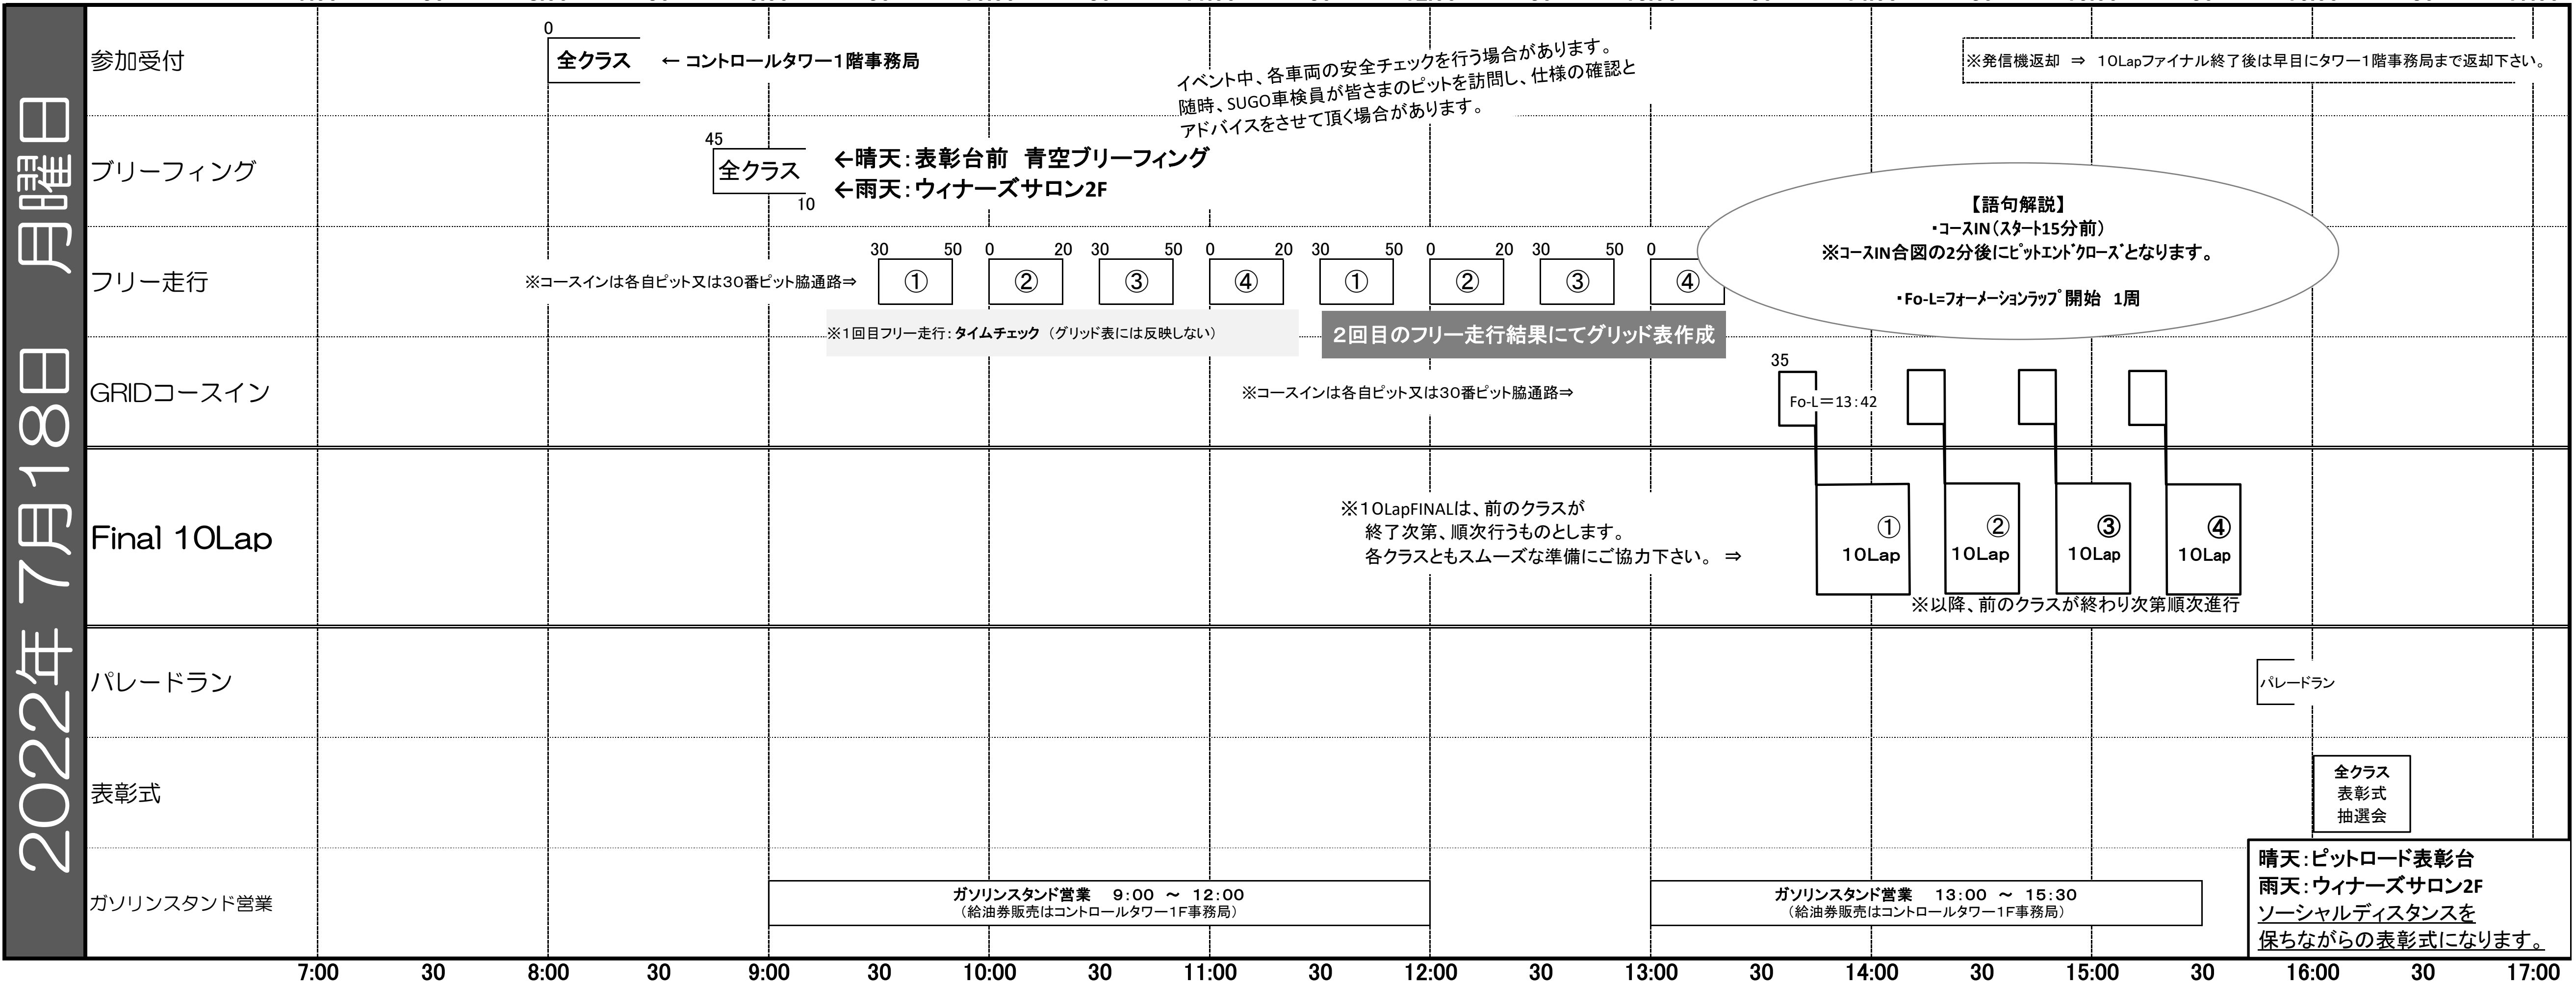 2022年 7月18日　月曜日
参加受付
0
全クラス
← コントロールタワー1階事務局
イベント中、各車両の安全チェックを行う場合があります。
随時、SUGO車検員が皆さまのピットを訪問し、仕様の確認と
アドバイスをさせて頂く場合があります。
※発信機返却 ⇒ 10Lapファイナル終了後は早目にタワー1階事務局まで返却下さい。
ブリーフィング
45
全クラス
10
←晴天：表彰台前　青空ブリーフィング
←雨天：ウィナーズサロン2F
【語句解説】
・コースIN（スタート15分前）
※コースIN合図の2分後にピットエンドクローズとなります。
・Fo-L=フォーメーションラップ開始　1周
フリー走行
※コースインは各自ピット又は30番ピット脇通路⇒
30 50 0 20 30 50 0 20 30 50 0 20 30 50 0
① ② ③ ④ ① ② ③ ④
※1回目フリー走行：タイムチェック （グリッド表には反映しない）
2回目のフリー走行結果にてグリッド表作成
GRIDコースイン
※コースインは各自ピット又は30番ピット脇通路⇒
35
Fo-L＝13：42
Final 10Lap
※10LapFINALは、前のクラスが
終了次第、順次行うものとします。
各クラスともスムーズな準備にご協力下さい。 ⇒
① ② ③ ④
10Lap 10Lap 10Lap 10Lap
※以降、前のクラスが終わり次第順次進行
パレードラン
パレードラン
表彰式
全クラス
表彰式
抽選会
晴天：ピットロード表彰台
雨天：ウィナーズサロン2F
ソーシャルディスタンスを
保ちながらの表彰式になります。
ガソリンスタンド営業
ガソリンスタンド営業　9：00 ～ 12：00
（給油券販売はコントロールタワー1F事務局）
ガソリンスタンド営業　13：00 ～ 15：30
（給油券販売はコントロールタワー1F事務局）
7:00 30 8:00 30 9:00 30 10:00 30 11:00 30 12:00 30 13:00 30 14:00 30 15:00 30 16:00 30 17:00